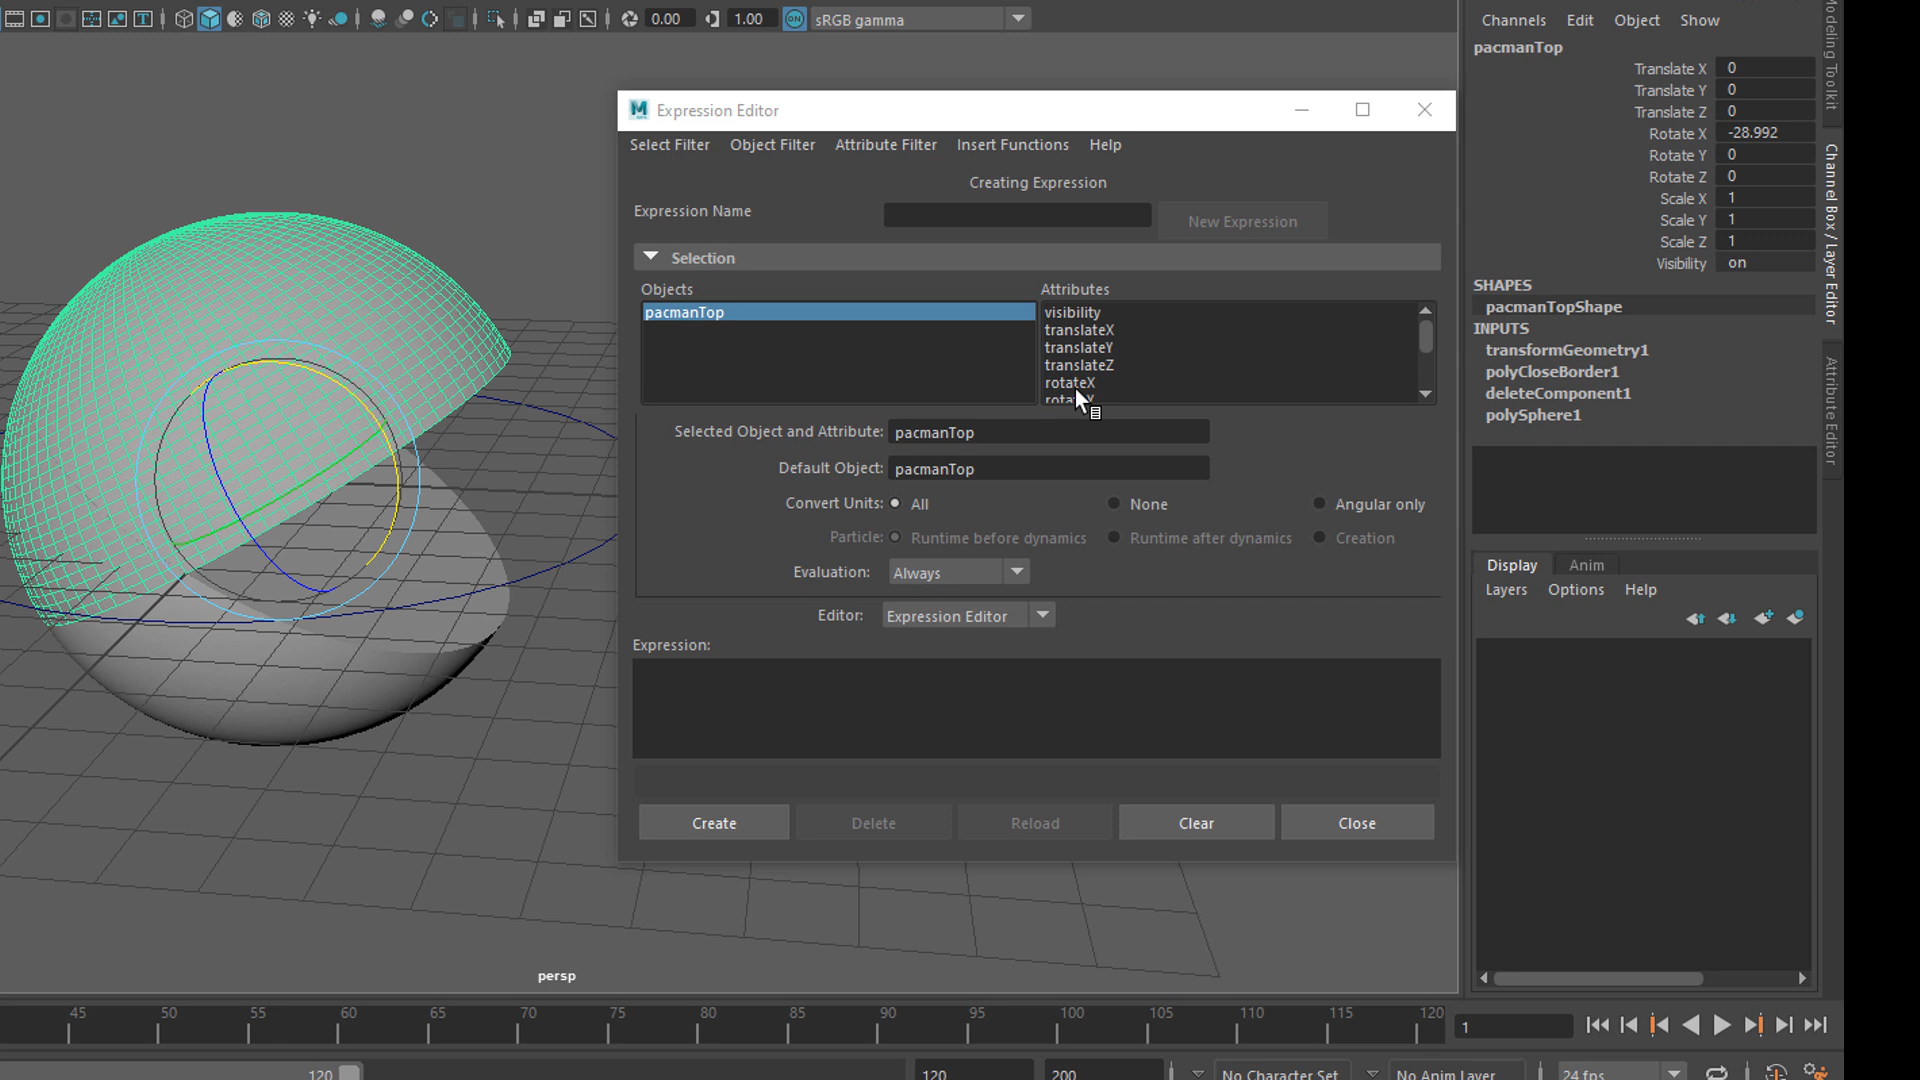 0.00
1.00
ON
sRGB gamma
Channels Edit Object Show
pacmanTop
Translate X 0
Translate Y 0
Translate Z 0
Rotate X -28.992
Rotate Y 0
Rotate Z 0
Scale X 1
Scale Y 1
Scale Z 1
Visibility on
SHAPES
pacmanTopShape
INPUTS
transformGeometry1
polyCloseBorder1
deleteComponent1
polySphere1
Modeling Toolkit
Channel Box / Layer Editor
Attribute Editor
Expression Editor
Select Filter Object Filter Attribute Filter Insert Functions Help
Creating Expression
Expression Name
New Expression
Selection
Objects
Attributes
pacmanTop
visibility
translateX
translateY
translateZ
rotateX
rotateY
Selected Object and Attribute: pacmanTop
Default Object: pacmanTop
Convert Units: All None Angular only
Particle: Runtime before dynamics Runtime after dynamics Creation
Evaluation: Always
Editor: Expression Editor
Expression:
Create Delete Reload Clear Close
Display Anim
Layers Options Help
persp
45 50 55 60 65 70 75 80 85 90 95 100 105 110 115 120
1
120
120
200
No Character Set
No Anim Layer
24 fps